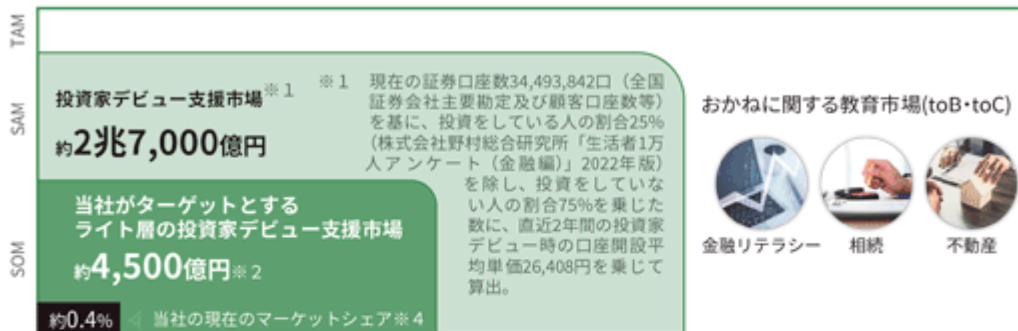 TAM
SAM
SOM
投資家デビュー支援市場※1
約2兆7,000億円
※1 現在の証券口座数34,493,842口（全国
証券会社主要勘定及び顧客口座数等）
を基に、投資をしている人の割合25%
（株式会社野村総合研究所「生活者1万
人アンケート（金融編）」2022年版）
を除し、投資をしていな
い人の割合75%を乗じた
数に、直近2年間の投資家
デビュー時の口座開設平
均単価26,408円を乗じて
算出。
当社がターゲットとする
ライト層の投資家デビュー支援市場
約4,500億円※2
約0.4%
当社の現在のマーケットシェア※4
おかねに関する教育市場(toB・toC)
金融リテラシー
相続
不動産